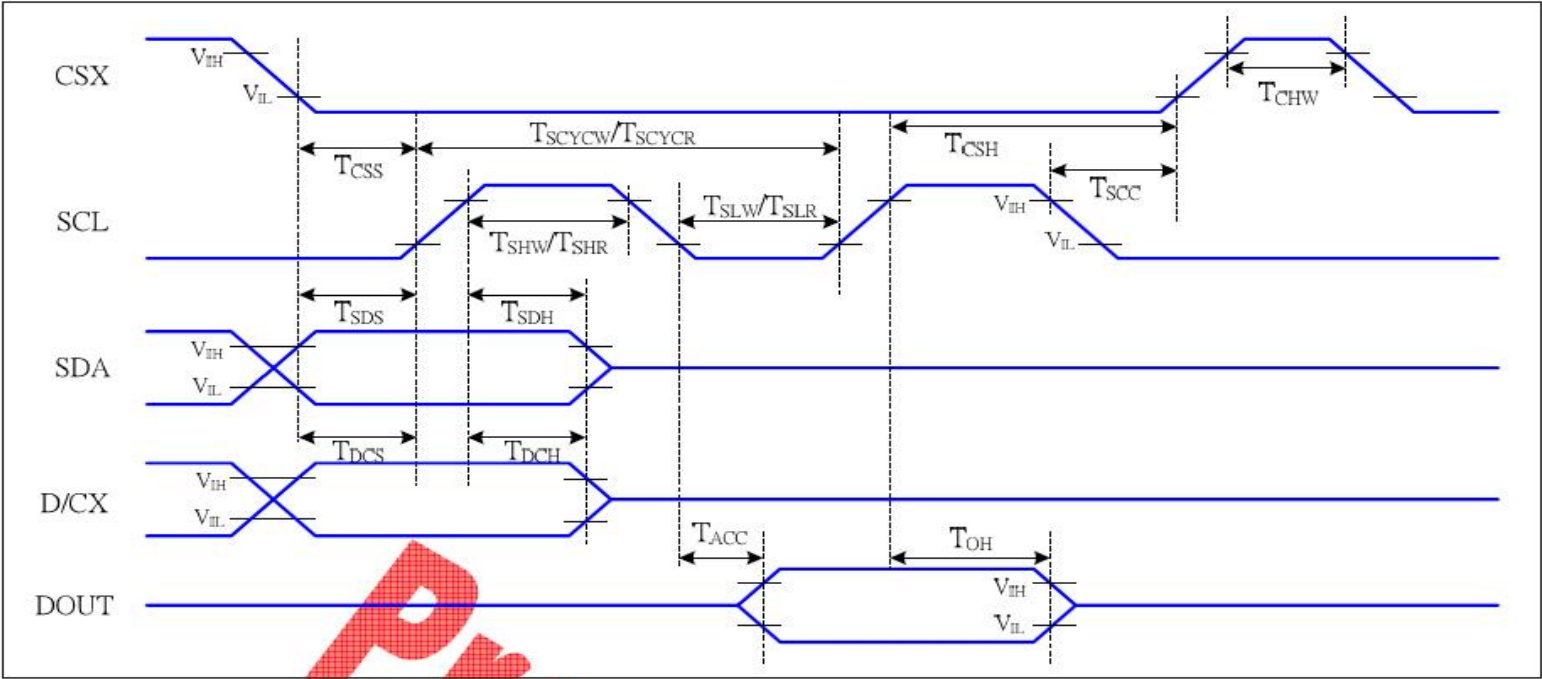 CSX
VIH
VIL
TCHW
TSCYCW/TSCYCR
TCSH
TCSS
TSCC
SCL
TSLW/TSLR
VIH
TSHW/TSHR
VIL
TSDS
TSDH
SDA
VIH
VIL
TDCS
TDCH
D/CX
VIH
VIL
TACC
TOH
DOUT
VIH
VIL
Pr